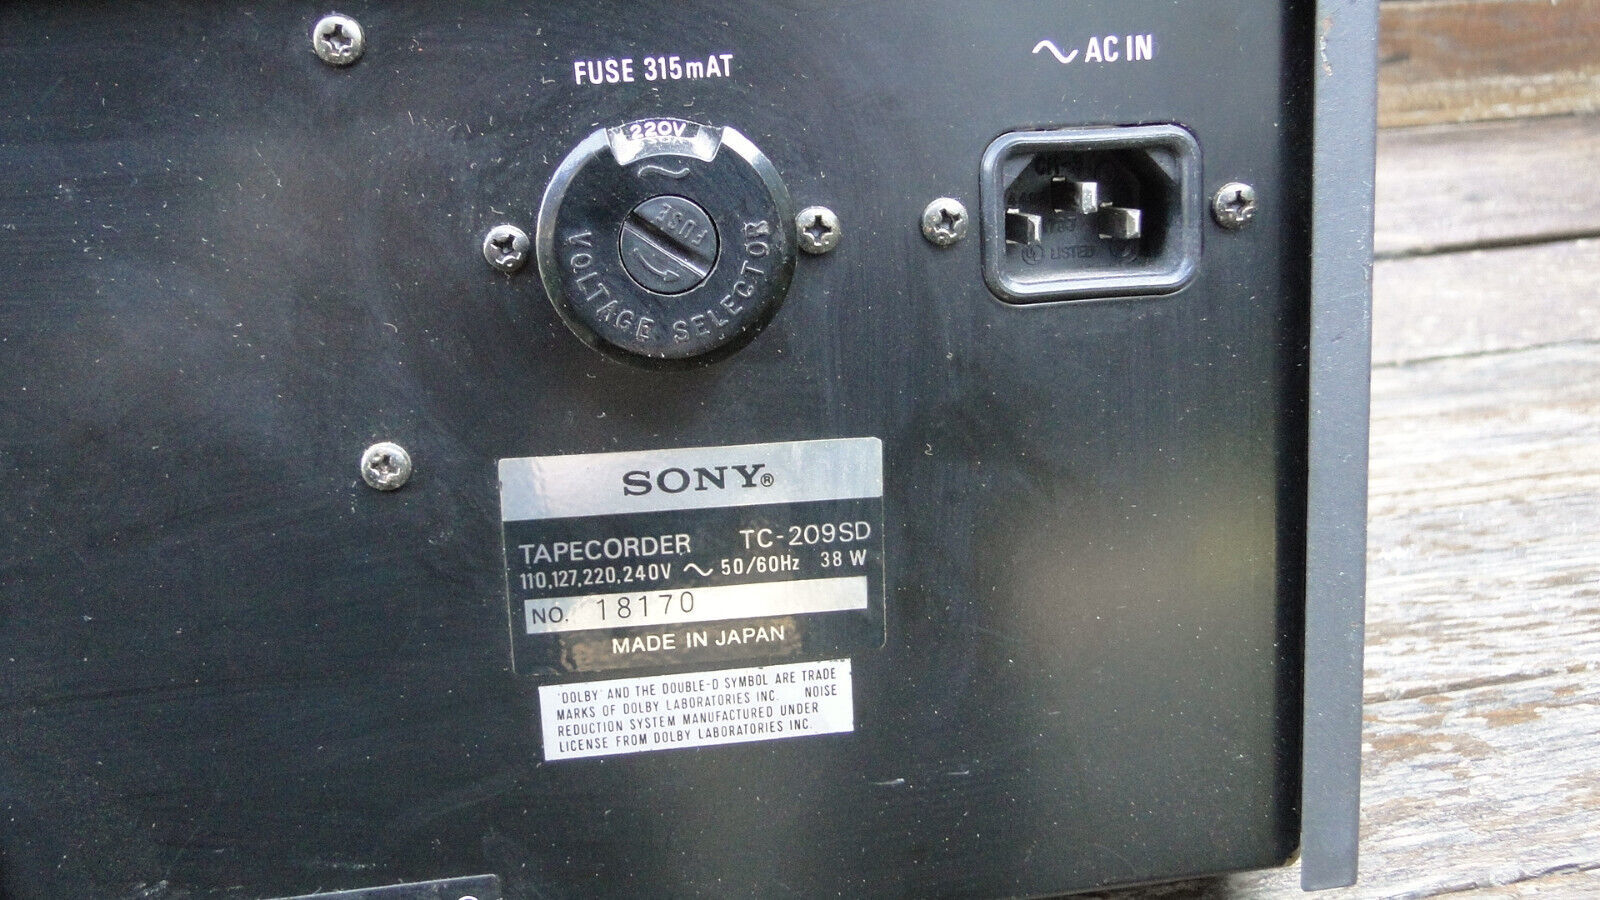 FUSE 315mAT
∿ AC IN
220V
∼
FUSE
VOLTAGE SELECTOR
UL LISTED
SONY®
TAPECORDER TC-209SD
110,127,220,240V ∼ 50/60Hz 38 W
NO. 18170
MADE IN JAPAN
'DOLBY' AND THE DOUBLE-D SYMBOL ARE TRADE
MARKS OF DOLBY LABORATORIES INC. NOISE
REDUCTION SYSTEM MANUFACTURED UNDER
LICENSE FROM DOLBY LABORATORIES INC.